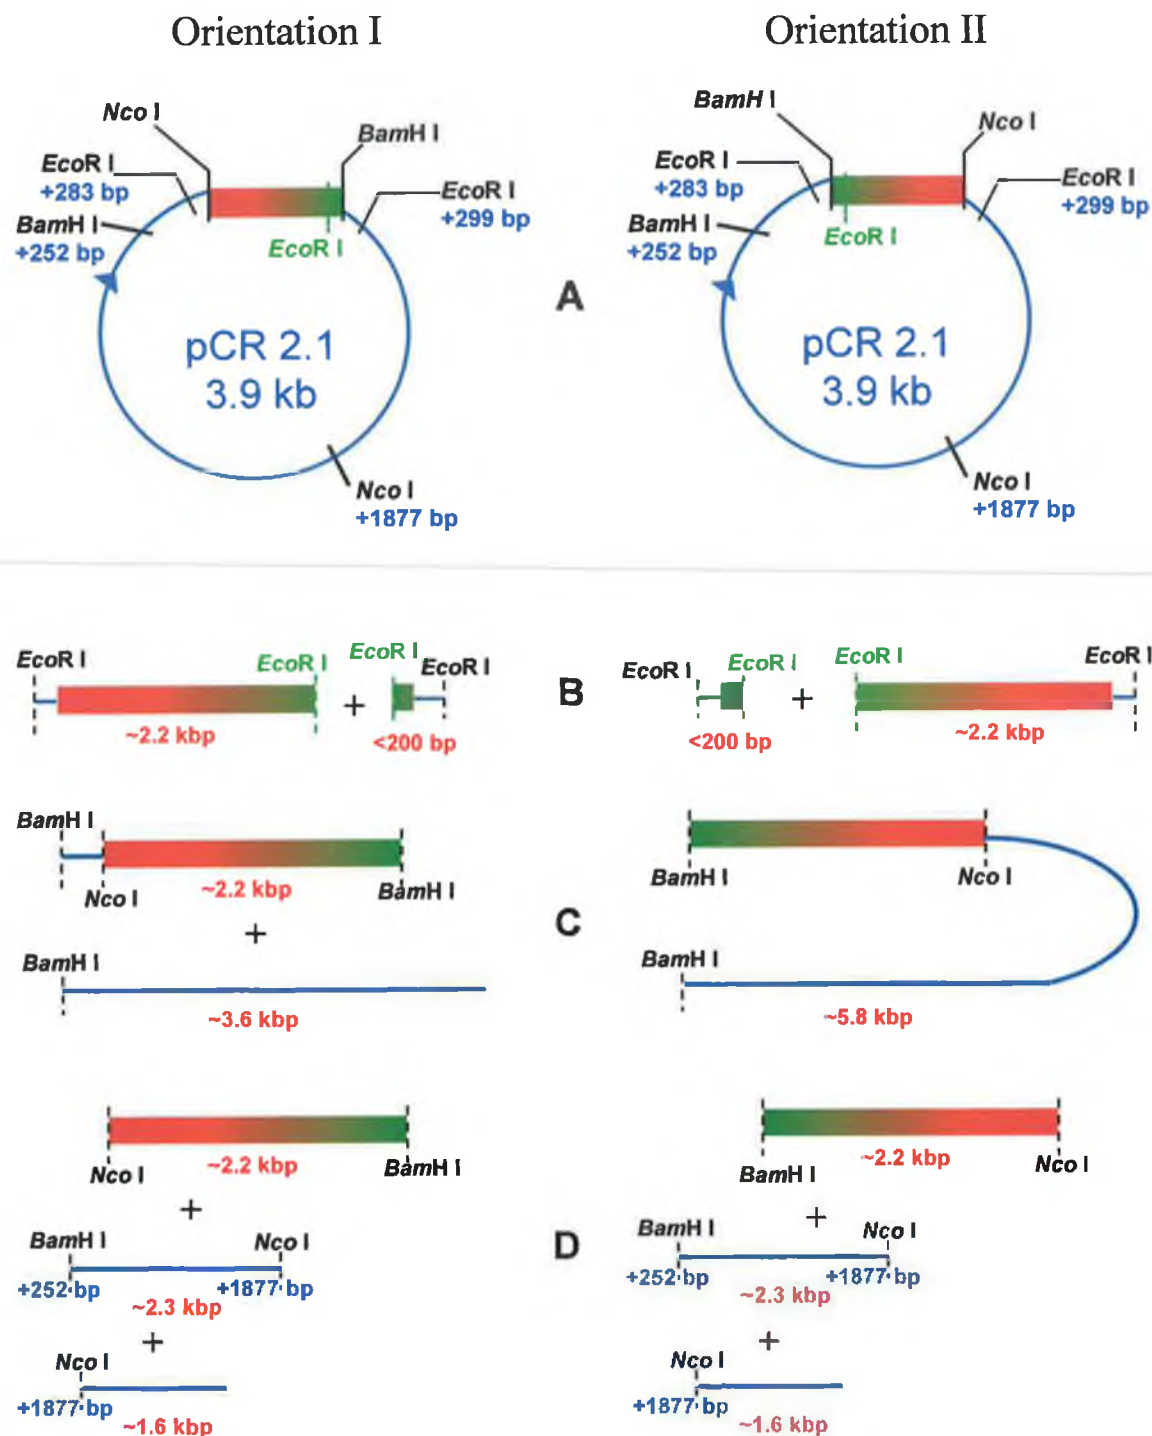 Orientation I
Orientation II
Nco I
BamH I
EcoR I
+283 bp
BamH I
+252 bp
EcoR I
+299 bp
EcoR I
pCR 2.1
3.9 kb
Nco I
+1877 bp
A
BamH I
Nco I
EcoR I
+283 bp
BamH I
+252 bp
EcoR I
+299 bp
EcoR I
pCR 2.1
3.9 kb
Nco I
+1877 bp
EcoR I
EcoR I
EcoR I
EcoR I
~2.2 kbp
+
<200 bp
B
EcoR I
EcoR I
EcoR I
EcoR I
<200 bp
+
~2.2 kbp
BamH I
Nco I
~2.2 kbp
BamH I
+
BamH I
~3.6 kbp
C
BamH I
Nco I
BamH I
~5.8 kbp
Nco I
~2.2 kbp
BamH I
+
BamH I
Nco I
+252 bp
+1877 bp
~2.3 kbp
+
Nco I
+1877 bp
~1.6 kbp
D
BamH I
~2.2 kbp
Nco I
+
BamH I
Nco I
+252 bp
+1877 bp
~2.3 kbp
+
Nco I
+1877 bp
~1.6 kbp